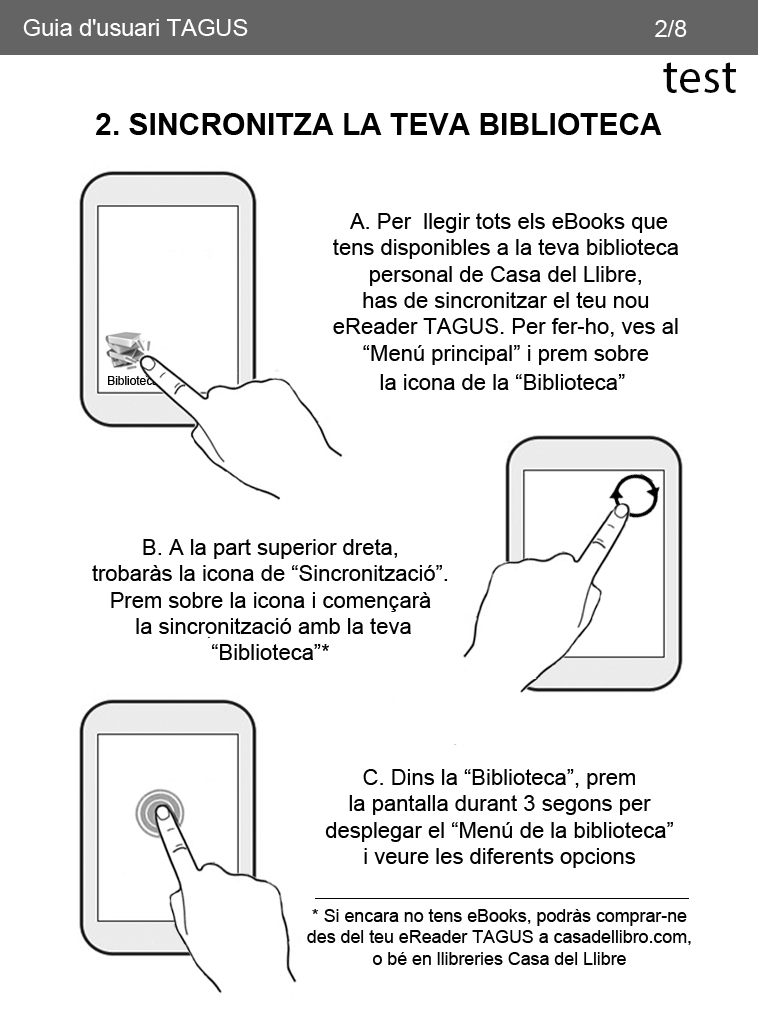 Guia d'usuari TAGUS
2/8
test
2. SINCRONITZA LA TEVA BIBLIOTECA
A. Per llegir tots els eBooks que
tens disponibles a la teva biblioteca
personal de Casa del Llibre,
has de sincronitzar el teu nou
eReader TAGUS. Per fer-ho, ves al
“Menú principal” i prem sobre
la icona de la “Biblioteca”
Bibliotec
B. A la part superior dreta,
trobaràs la icona de “Sincronització”.
Prem sobre la icona i començarà
la sincronització amb la teva
“Biblioteca”*
C. Dins la “Biblioteca”, prem
la pantalla durant 3 segons per
desplegar el “Menú de la biblioteca”
i veure les diferents opcions
* Si encara no tens eBooks, podràs comprar-ne
des del teu eReader TAGUS a casadellibro.com,
o bé en llibreries Casa del Llibre